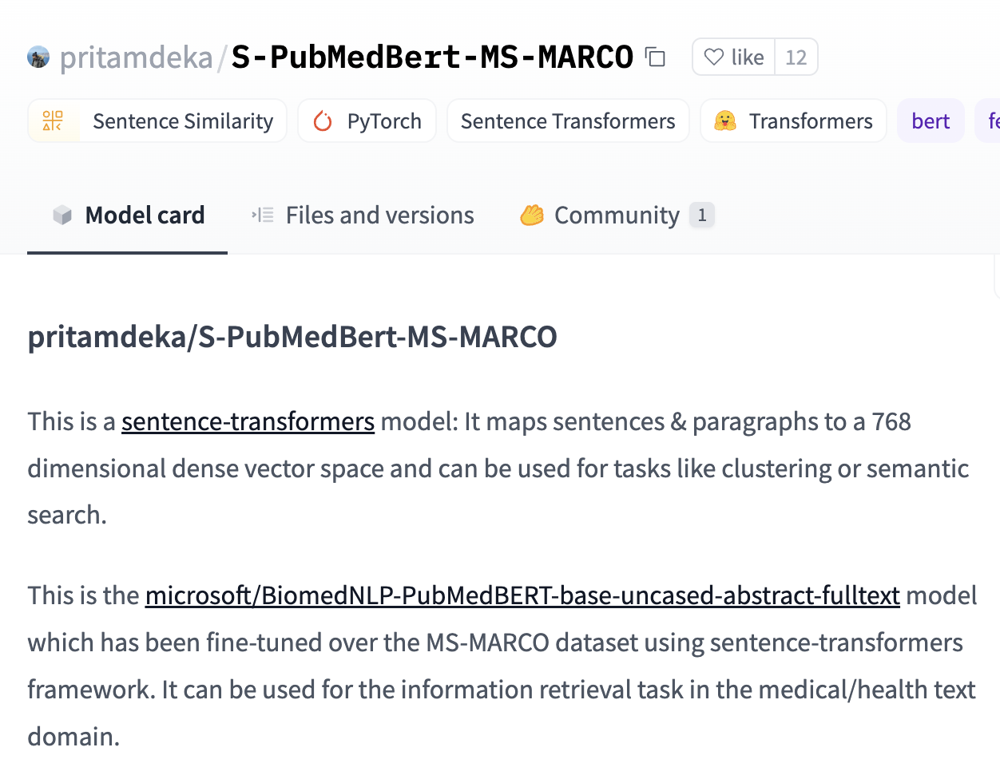 pritamdeka/S-PubMedBert-MS-MARCO like 12
Sentence Similarity PyTorch Sentence Transformers Transformers bert
Model card Files and versions Community 1
pritamdeka/S-PubMedBert-MS-MARCO
This is a sentence-transformers model: It maps sentences & paragraphs to a 768
dimensional dense vector space and can be used for tasks like clustering or semantic
search.
This is the microsoft/BiomedNLP-PubMedBERT-base-uncased-abstract-fulltext model
which has been fine-tuned over the MS-MARCO dataset using sentence-transformers
framework. It can be used for the information retrieval task in the medical/health text
domain.